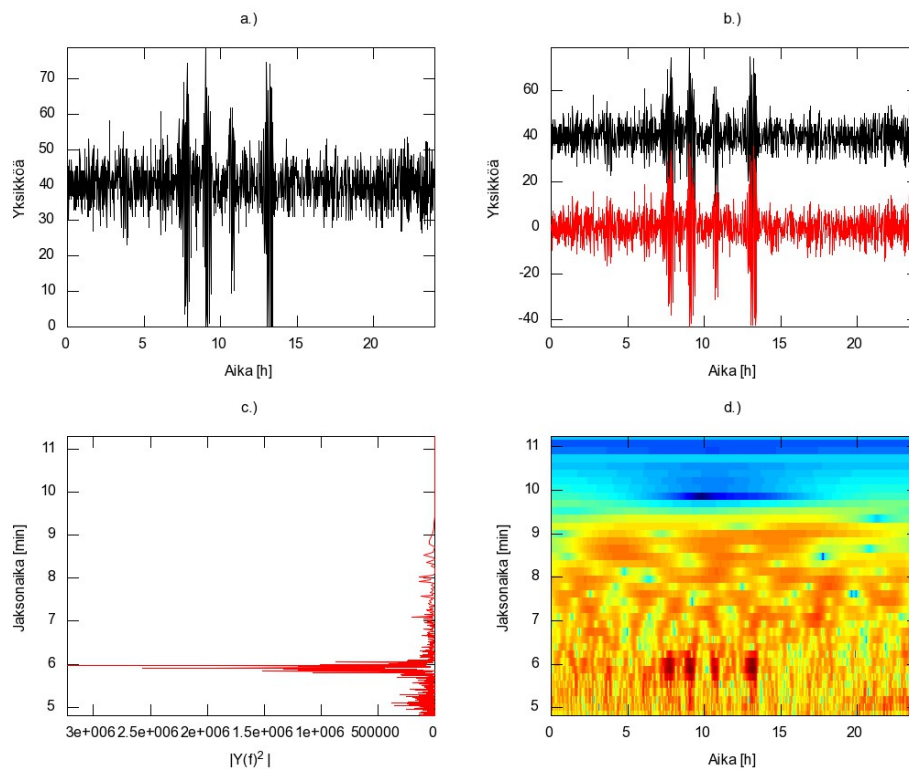 a.)
Yksikköä
70
60
50
40
30
20
10
0
0 5 10 15 20
Aika [h]
b.)
Yksikköä
60
40
20
0
-20
-40
0 5 10 15 20
Aika [h]
c.)
Jaksonaika [min]
11
10
9
8
7
6
5
3e+006 2.5e+006 2e+006 1.5e+006 1e+006 500000 0
|Y(f)² |
d.)
Jaksonaika [min]
11
10
9
8
7
6
5
0 5 10 15 20
Aika [h]